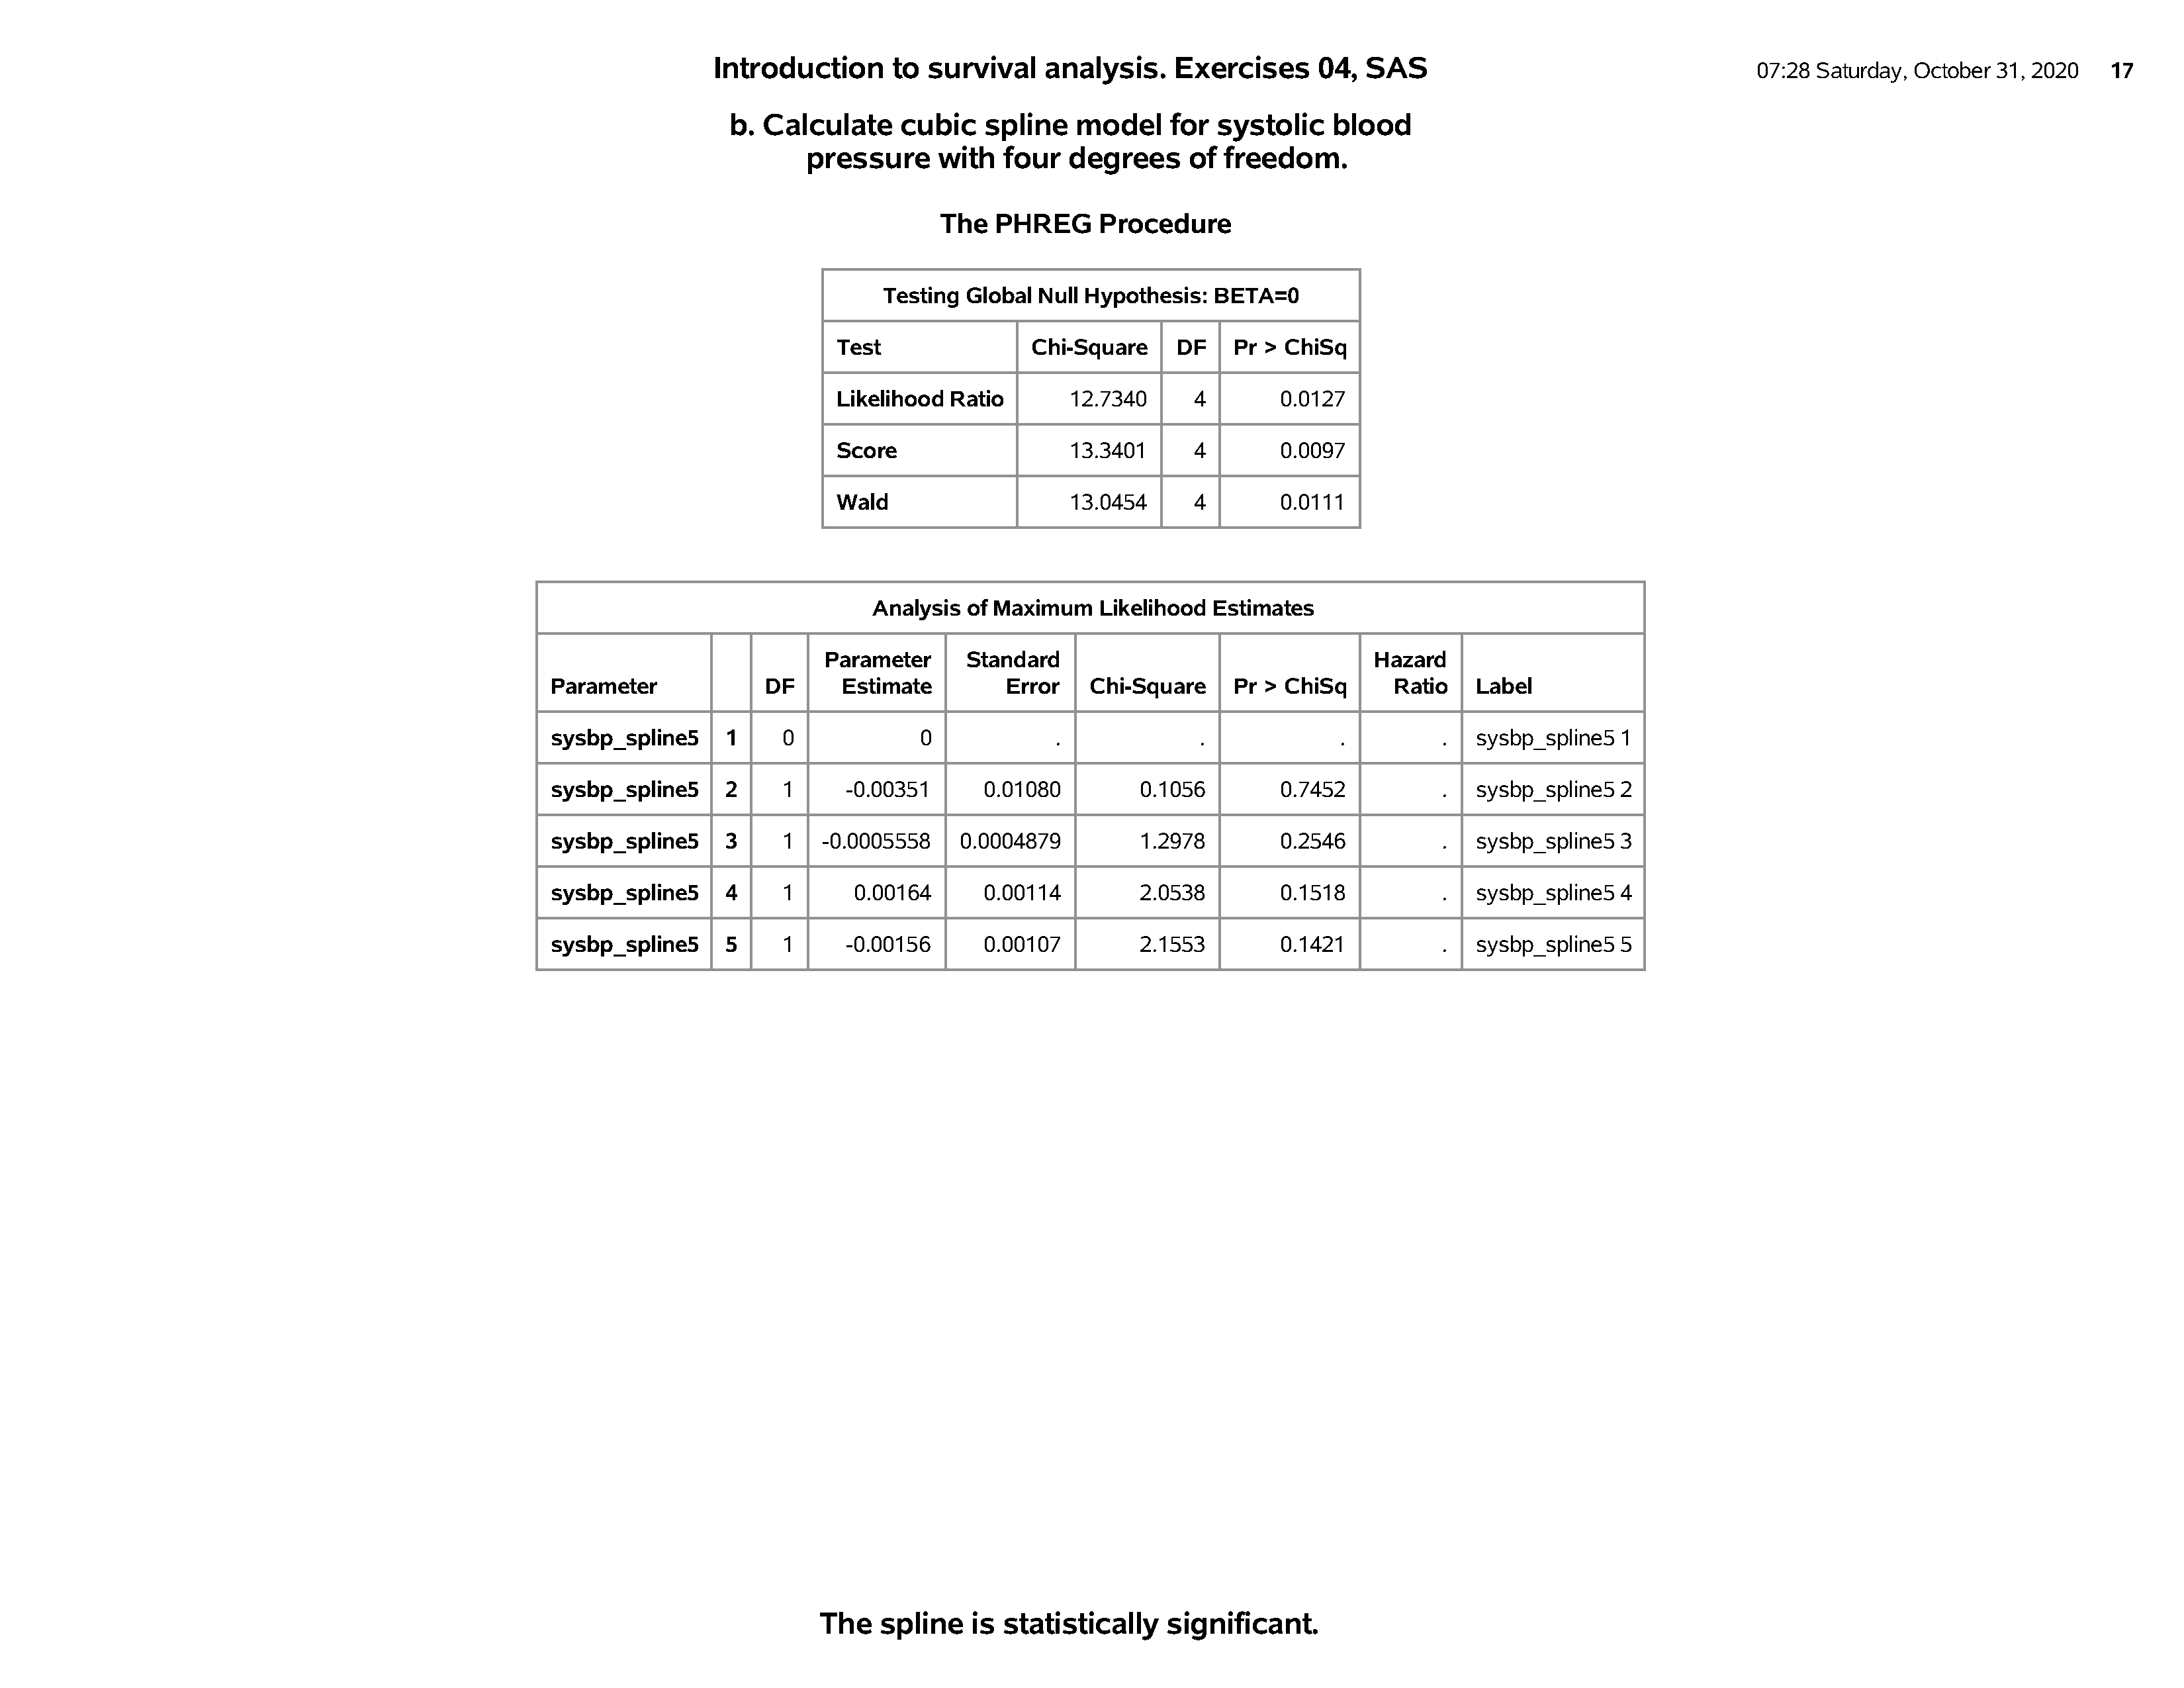 Introduction to survival analysis. Exercises 04, SAS
07:28 Saturday, October 31, 2020 17
b. Calculate cubic spline model for systolic blood
pressure with four degrees of freedom.
The PHREG Procedure
Testing Global Null Hypothesis: BETA=0
Test Chi-Square DF Pr > ChiSq
Likelihood Ratio 12.7340 4 0.0127
Score 13.3401 4 0.0097
Wald 13.0454 4 0.0111
Analysis of Maximum Likelihood Estimates
Parameter Standard Hazard
Parameter DF Estimate Error Chi-Square Pr > ChiSq Ratio Label
sysbp_spline5 1 0 0 . . . . sysbp_spline5 1
sysbp_spline5 2 1 -0.00351 0.01080 0.1056 0.7452 . sysbp_spline5 2
sysbp_spline5 3 1 -0.0005558 0.0004879 1.2978 0.2546 . sysbp_spline5 3
sysbp_spline5 4 1 0.00164 0.00114 2.0538 0.1518 . sysbp_spline5 4
sysbp_spline5 5 1 -0.00156 0.00107 2.1553 0.1421 . sysbp_spline5 5
The spline is statistically significant.